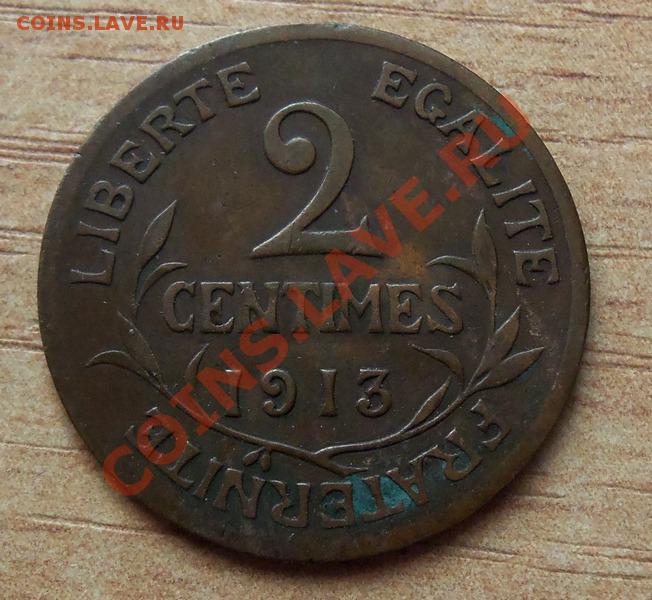 COINS.LAVE.RU
LIBERTE EGALITE
2
CENTIMES
1913
FRATERNITE
COINS.LAVE.RU